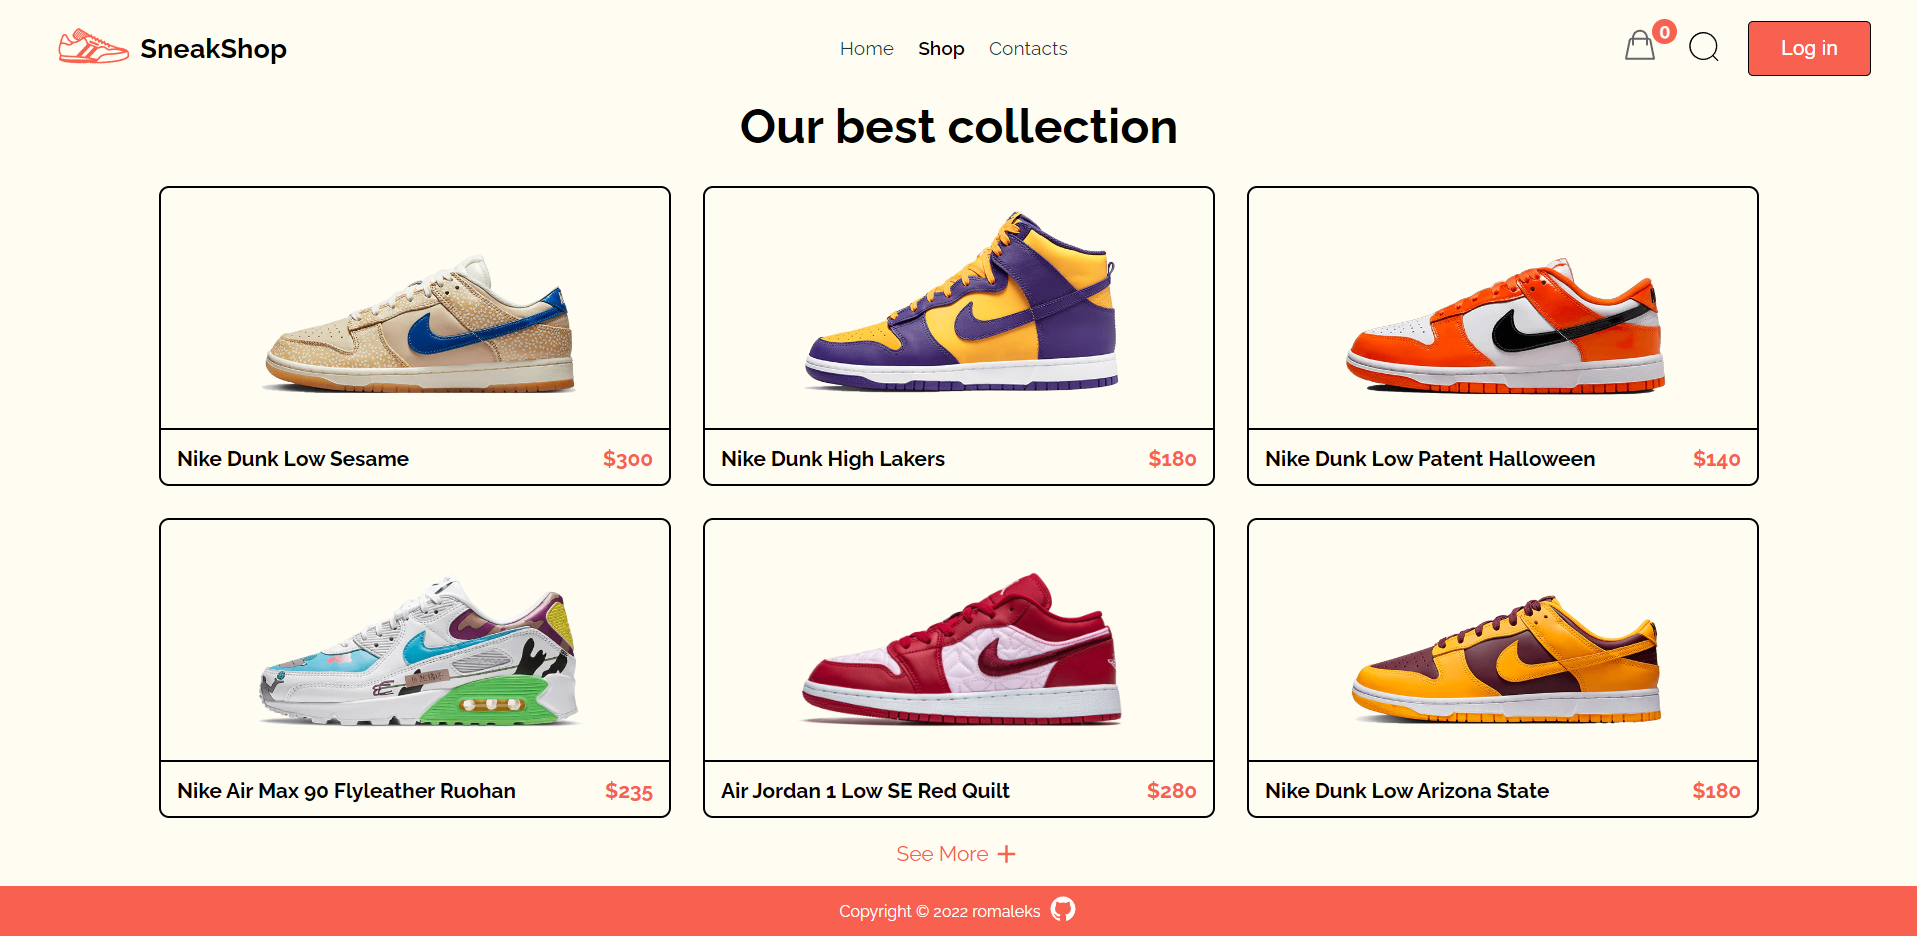 SneakShop
Home Shop Contacts
0
Log in
Our best collection
Nike Dunk Low Sesame $300
Nike Dunk High Lakers $180
Nike Dunk Low Patent Halloween $140
Nike Air Max 90 Flyleather Ruohan $235
Air Jordan 1 Low SE Red Quilt $280
Nike Dunk Low Arizona State $180
See More +
Copyright © 2022 romaleks